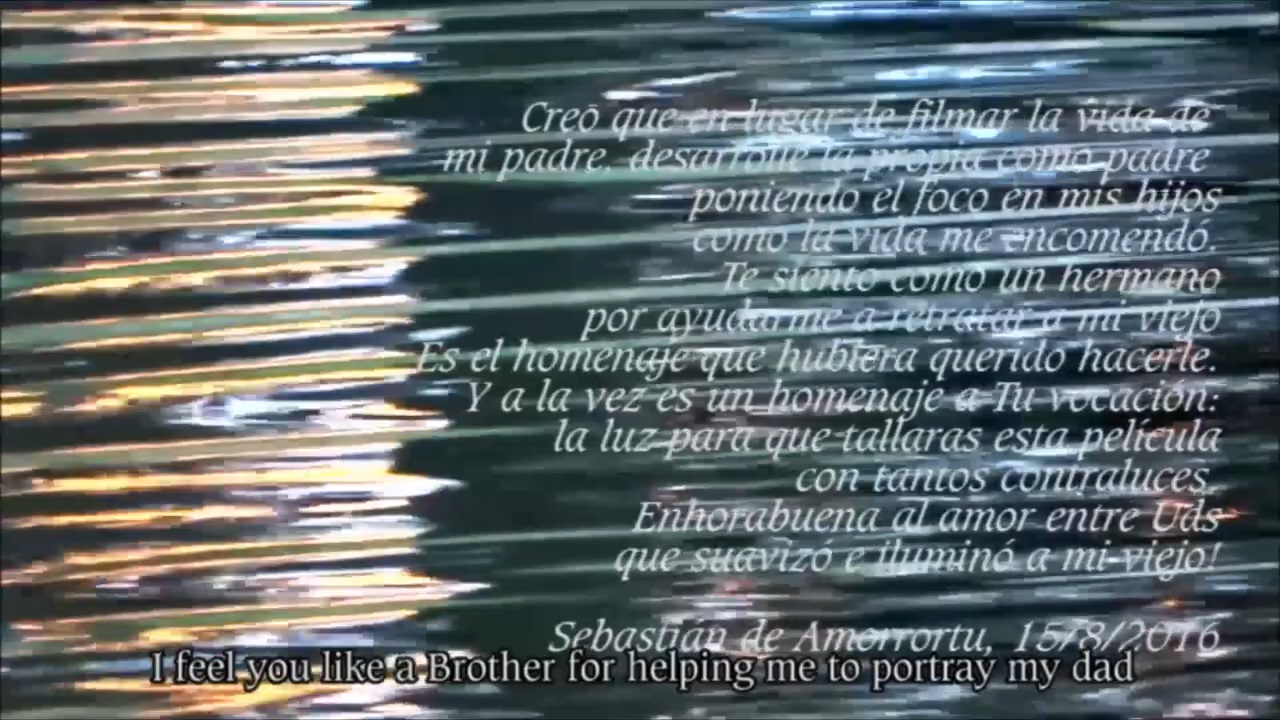 Creo que en lugar de filmar la vida de
mi padre, desarrollé la propia como padre
poniendo el foco en mis hijos
como la vida me encomendó.
Te siento como un hermano
por ayudarme a retratar a mi viejo
Es el homenaje que hubiera querido hacerle.
Y a la vez es un homenaje a Tu vocación:
la luz para que tallaras esta película
con tantos contraluces.
Enhorabuena al amor entre Uds
que suavizó e iluminó a mi viejo!
Sebastián de Amorrortu, 15/8/2016
I feel you like a Brother for helping me to portray my dad